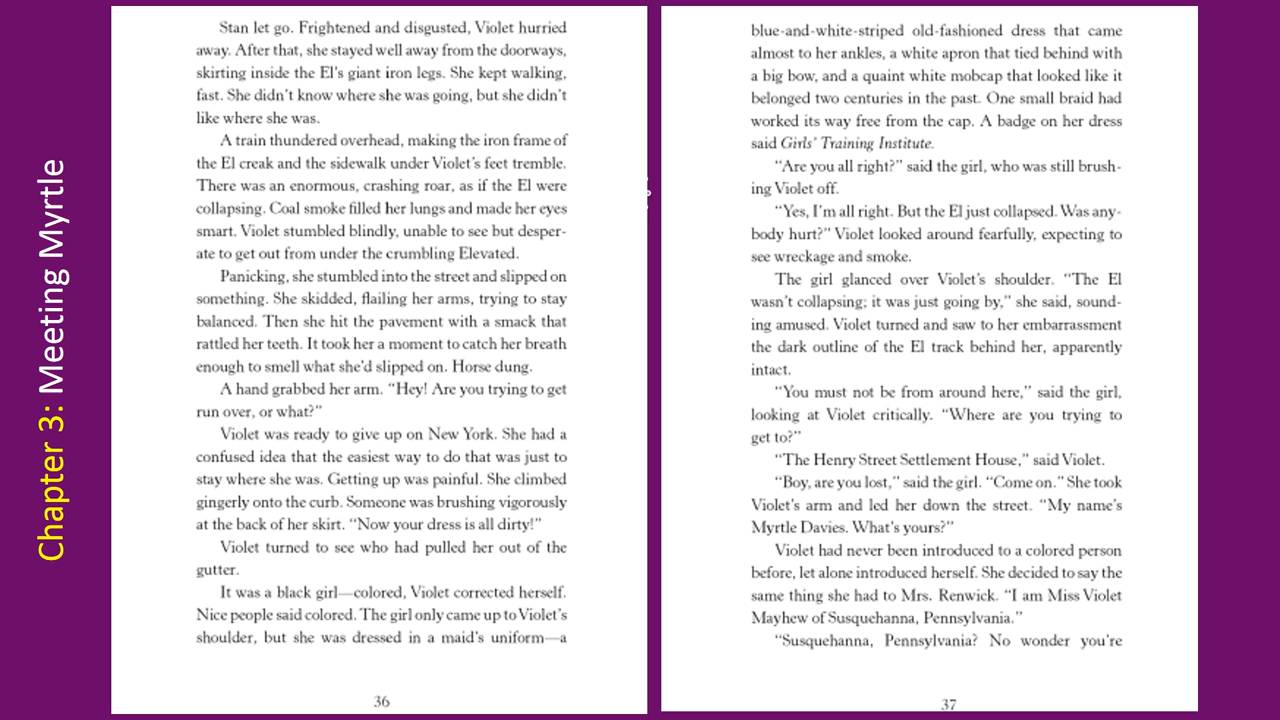 Chapter 3: Meeting Myrtle
Stan let go. Frightened and disgusted, Violet hurried
away. After that, she stayed well away from the doorways,
skirting inside the El's giant iron legs. She kept walking,
fast. She didn't know where she was going, but she didn't
like where she was.
A train thundered overhead, making the iron frame of
the El creak and the sidewalk under Violet's feet tremble.
There was an enormous, crashing roar, as if the El were
collapsing. Coal smoke filled her lungs and made her eyes
smart. Violet stumbled blindly, unable to see but desper-
ate to get out from under the crumbling Elevated.
Panicking, she stumbled into the street and slipped on
something. She skidded, flailing her arms, trying to stay
balanced. Then she hit the pavement with a smack that
rattled her teeth. It took her a moment to catch her breath
enough to smell what she'd slipped on. Horse dung.
A hand grabbed her arm. "Hey! Are you trying to get
run over, or what?"
Violet was ready to give up on New York. She had a
confused idea that the easiest way to do that was just to
stay where she was. Getting up was painful. She climbed
gingerly onto the curb. Someone was brushing vigorously
at the back of her skirt. "Now your dress is all dirty!"
Violet turned to see who had pulled her out of the
gutter.
It was a black girl—colored, Violet corrected herself.
Nice people said colored. The girl only came up to Violet's
shoulder, but she was dressed in a maid's uniform—a
36
blue-and-white-striped old-fashioned dress that came
almost to her ankles, a white apron that tied behind with
a big bow, and a quaint white mobcap that looked like it
belonged two centuries in the past. One small braid had
worked its way free from the cap. A badge on her dress
said Girls' Training Institute.
"Are you all right?" said the girl, who was still brush-
ing Violet off.
"Yes, I'm all right. But the El just collapsed. Was any-
body hurt?" Violet looked around fearfully, expecting to
see wreckage and smoke.
The girl glanced over Violet's shoulder. "The El
wasn't collapsing; it was just going by," she said, sound-
ing amused. Violet turned and saw to her embarrassment
the dark outline of the El track behind her, apparently
intact.
"You must not be from around here," said the girl,
looking at Violet critically. "Where are you trying to
get to?"
"The Henry Street Settlement House," said Violet.
"Boy, are you lost," said the girl. "Come on." She took
Violet's arm and led her down the street. "My name's
Myrtle Davies. What's yours?"
Violet had never been introduced to a colored person
before, let alone introduced herself. She decided to say the
same thing she had to Mrs. Renwick. "I am Miss Violet
Mayhew of Susquehanna, Pennsylvania."
"Susquehanna, Pennsylvania? No wonder you're
37